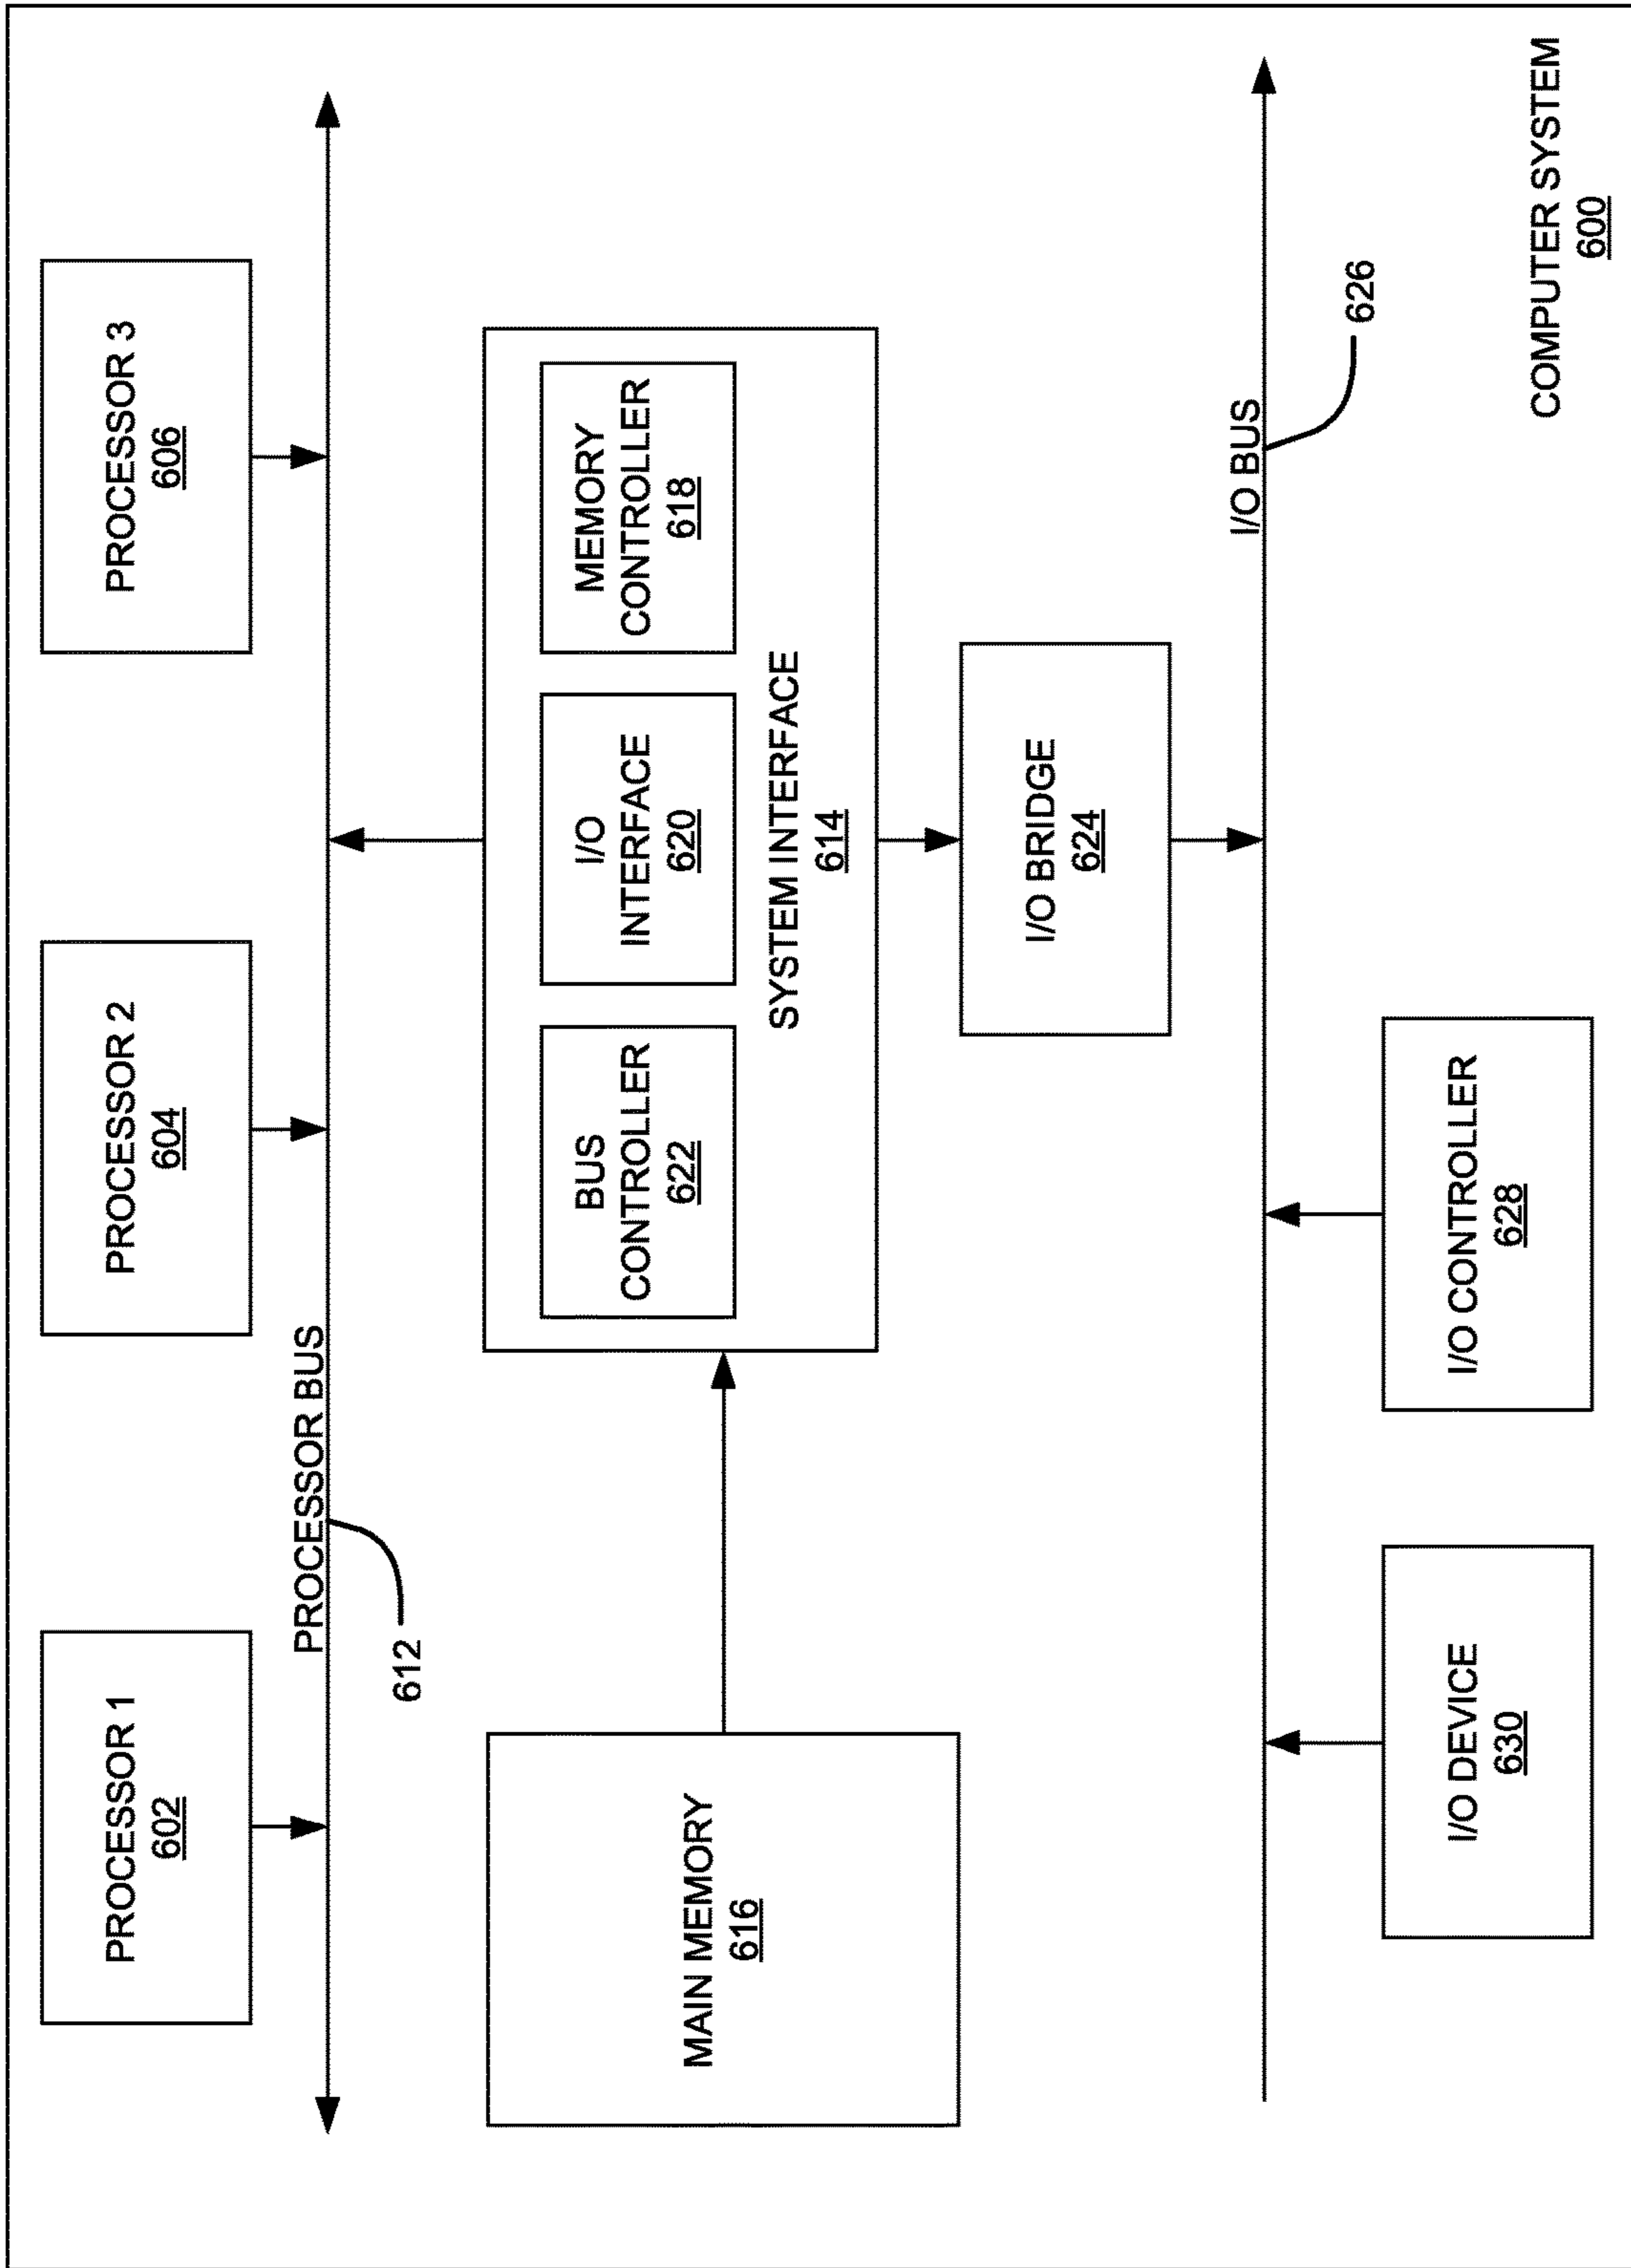 PROCESSOR 1
602
PROCESSOR 2
604
PROCESSOR 3
606
PROCESSOR BUS
612
MAIN MEMORY
616
BUS
CONTROLLER
622
I/O
INTERFACE
620
MEMORY
CONTROLLER
618
SYSTEM INTERFACE
614
I/O BRIDGE
624
I/O BUS
626
I/O DEVICE
630
I/O CONTROLLER
628
COMPUTER SYSTEM
600